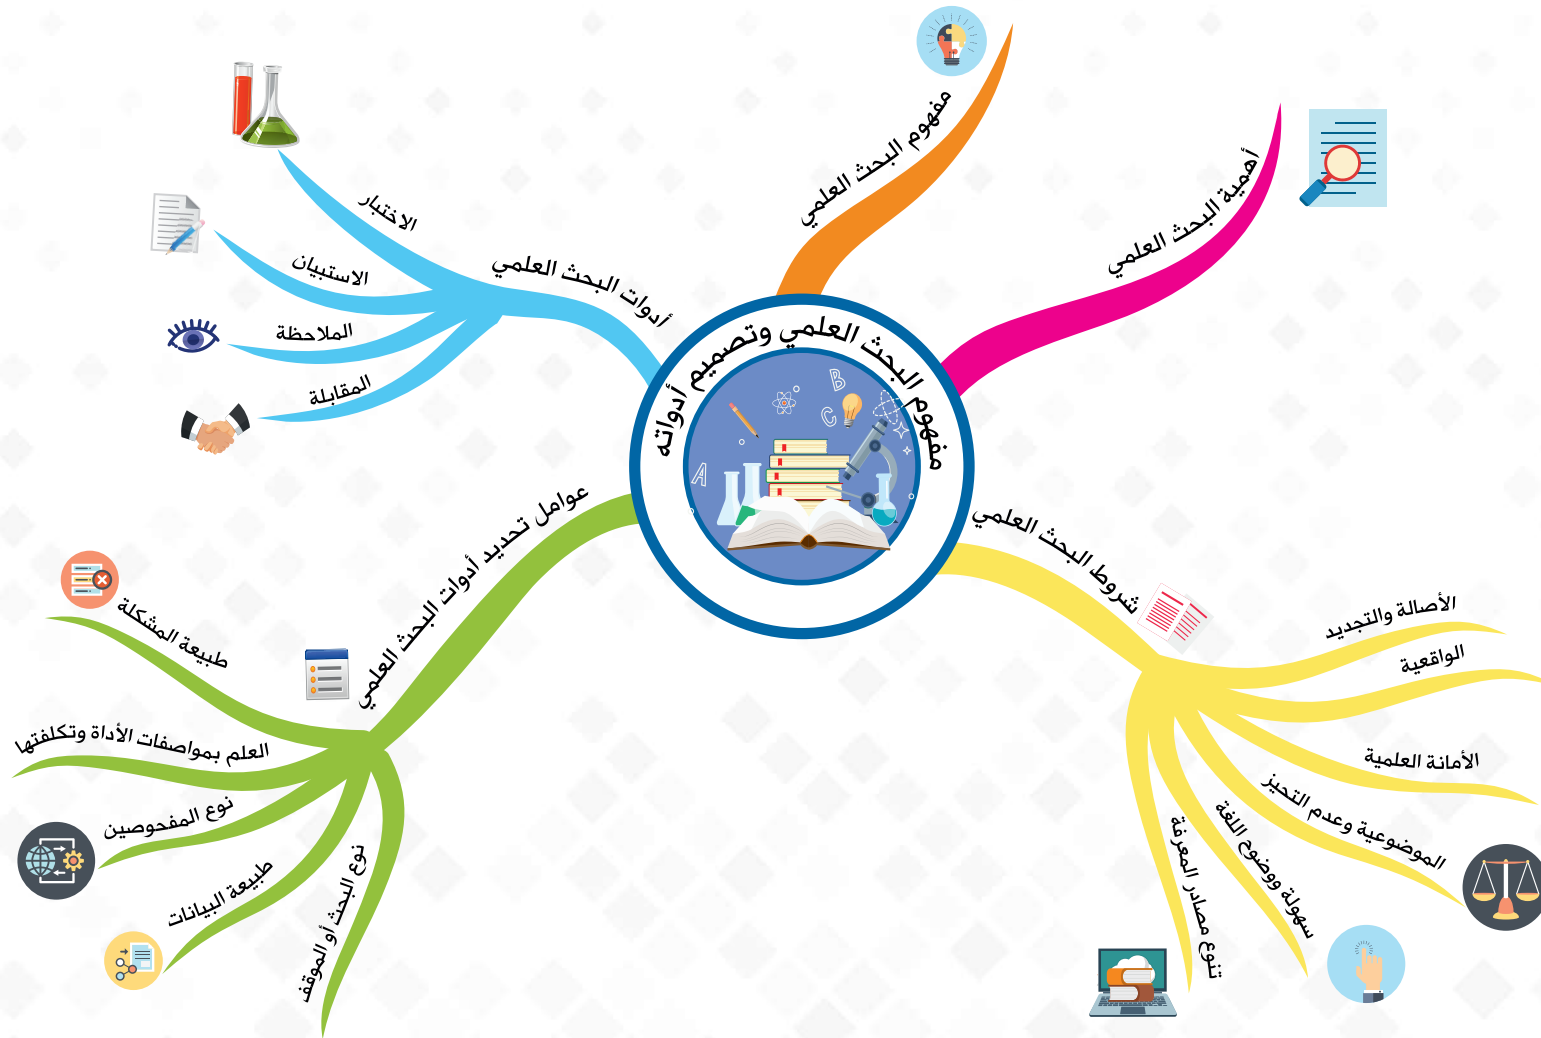 مفهوم البحث العلمي وتصميم أدواته
مفهوم البحث العلمي
أهمية البحث العلمي
شروط البحث العلمي
الأصالة والتجديد
الواقعية
الأمانة العلمية
الموضوعية وعدم التحيز
سهولة ووضوح اللغة
تنوع مصادر المعرفة
عوامل تحديد أدوات البحث العلمي
طبيعة المشكلة
العلم بمواصفات الأداة وتكلفتها
نوع المفحوصين
طبيعة البيانات
نوع البحث أو الموقف
أدوات البحث العلمي
الاختبار
الاستبيان
الملاحظة
المقابلة
A
B
C